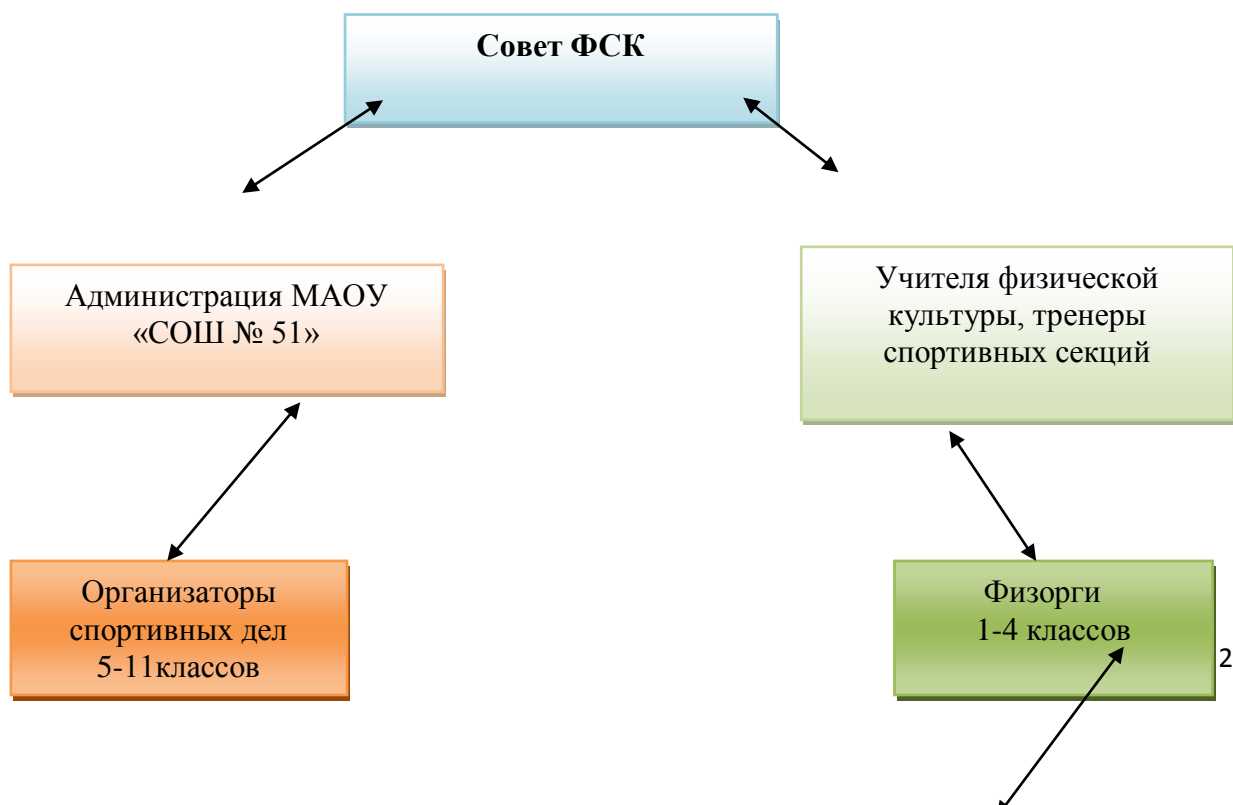 Совет ФСК
Администрация МАОУ
«СОШ № 51»
Учителя физической
культуры, тренеры
спортивных секций
Организаторы
спортивных дел
5-11классов
Физорги
1-4 классов
2